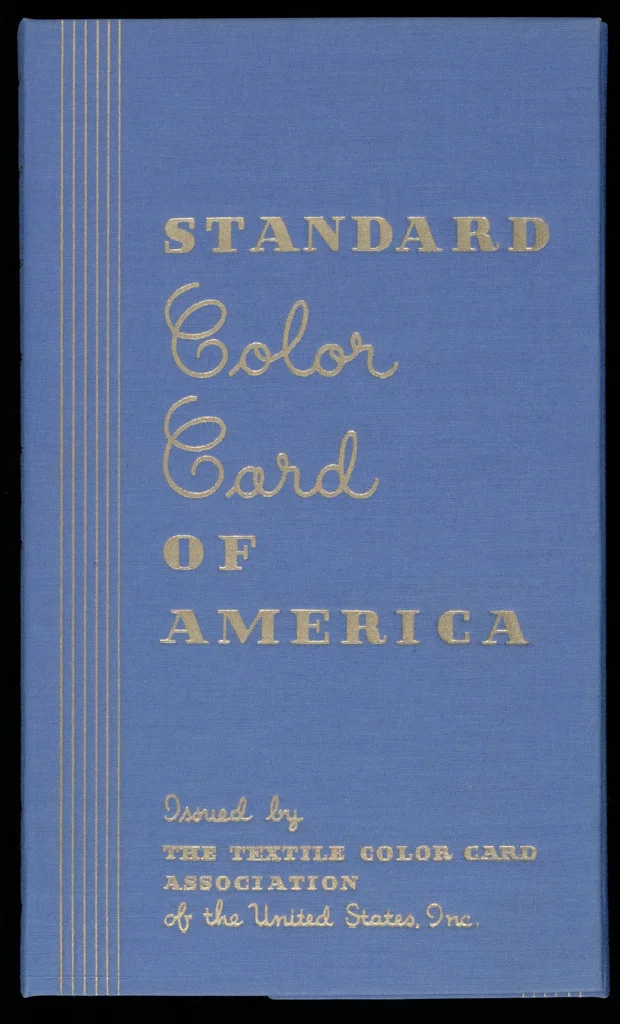 STANDARD
Color
Card
OF
AMERICA
Issued by
THE TEXTILE COLOR CARD
ASSOCIATION
of the United States, Inc.